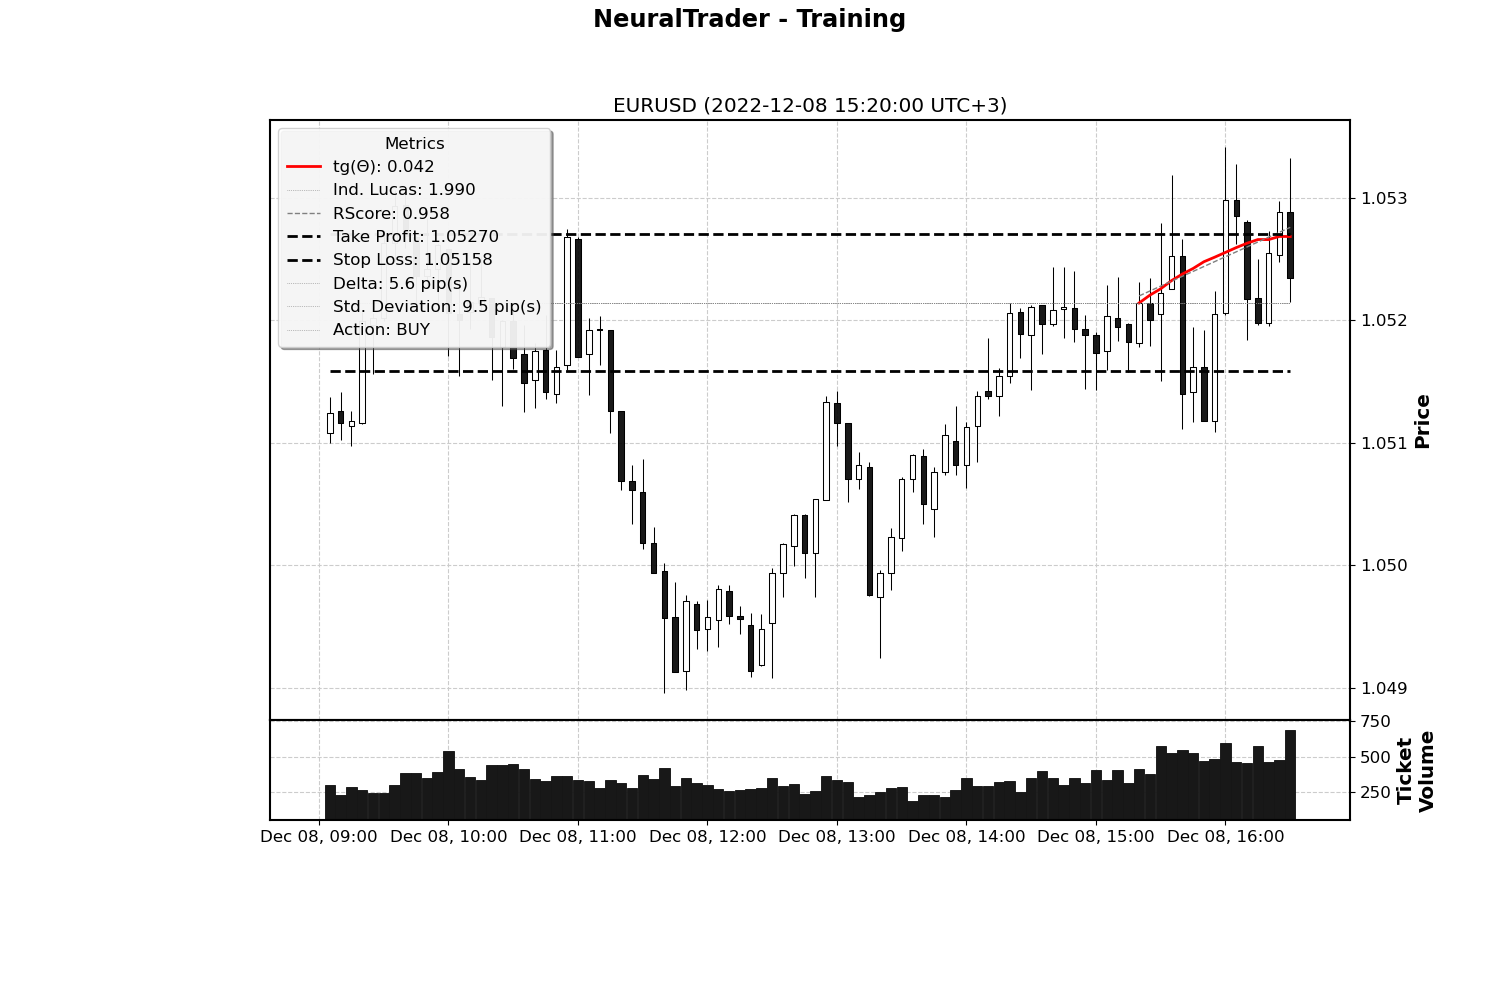 NeuralTrader - Training
EURUSD (2022-12-08 15:20:00 UTC+3)
Metrics
tg(Θ): 0.042
Ind. Lucas: 1.990
RScore: 0.958
Take Profit: 1.05270
Stop Loss: 1.05158
Delta: 5.6 pip(s)
Std. Deviation: 9.5 pip(s)
Action: BUY
1.053
1.052
1.051
1.050
1.049
Price
750
500
250
Ticket
Volume
Dec 08, 09:00
Dec 08, 10:00
Dec 08, 11:00
Dec 08, 12:00
Dec 08, 13:00
Dec 08, 14:00
Dec 08, 15:00
Dec 08, 16:00